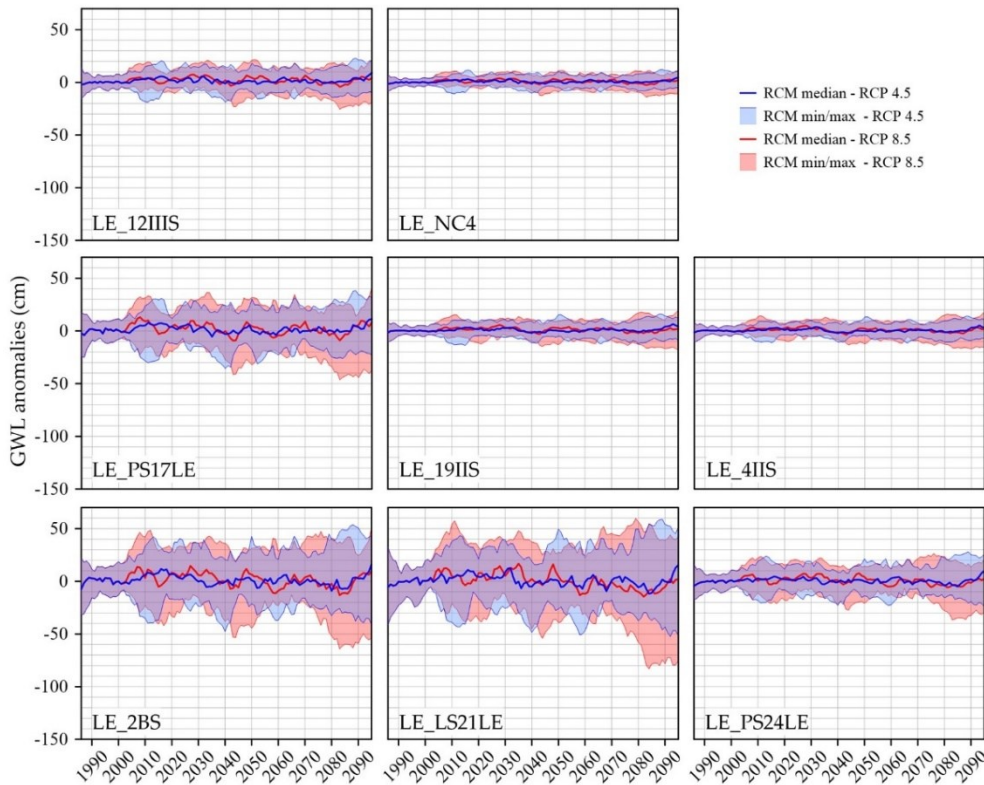 50
0
-50
-100
-150
LE_12IIIS
LE_NC4
RCM median - RCP 4.5
RCM min/max - RCP 4.5
RCM median - RCP 8.5
RCM min/max - RCP 8.5
GWL anomalies (cm)
50
0
-50
-100
-150
LE_PS17LE
LE_19IIS
LE_4IIS
50
0
-50
-100
-150
LE_2BS
LE_LS21LE
LE_PS24LE
1990 2000 2010 2020 2030 2040 2050 2060 2070 2080 2090
1990 2000 2010 2020 2030 2040 2050 2060 2070 2080 2090
1990 2000 2010 2020 2030 2040 2050 2060 2070 2080 2090